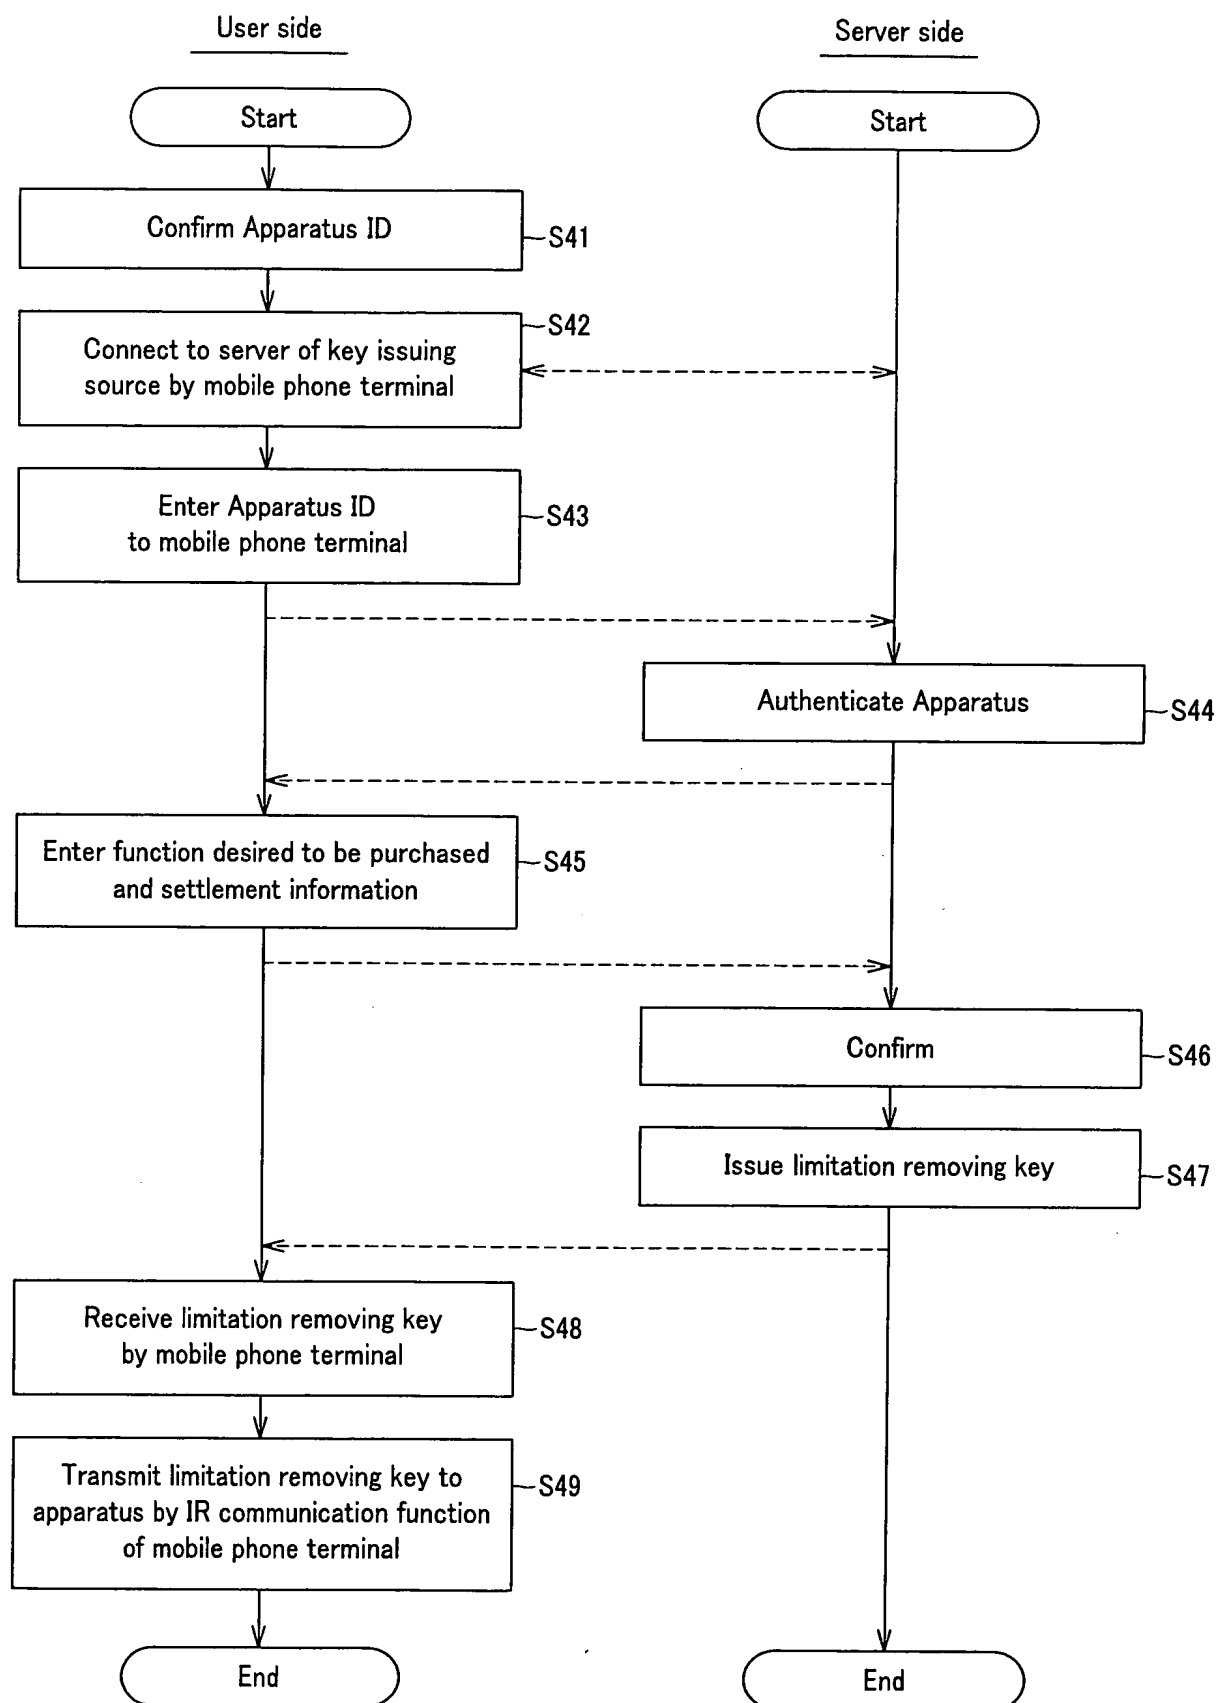 User side
Server side
Start
Start
Confirm Apparatus ID
S41
S42
Connect to server of key issuing
source by mobile phone terminal
Enter Apparatus ID
to mobile phone terminal
S43
Authenticate Apparatus
S44
Enter function desired to be purchased
and settlement information
S45
Confirm
S46
Issue limitation removing key
S47
Receive limitation removing key
by mobile phone terminal
S48
Transmit limitation removing key to
apparatus by IR communication function
of mobile phone terminal
S49
End
End